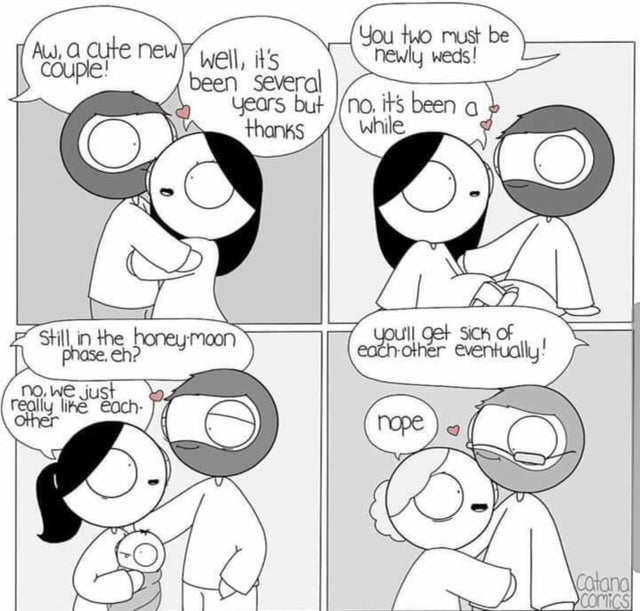 Aw, a cute new
couple!
well, it's
been several
years but
thanks
You two must be
newly weds!
no, it's been a
while
Still in the honey-moon
phase, eh?
no, we just
really like each-
other
you'll get sick of
each-other eventually!
nope
Catana
comics